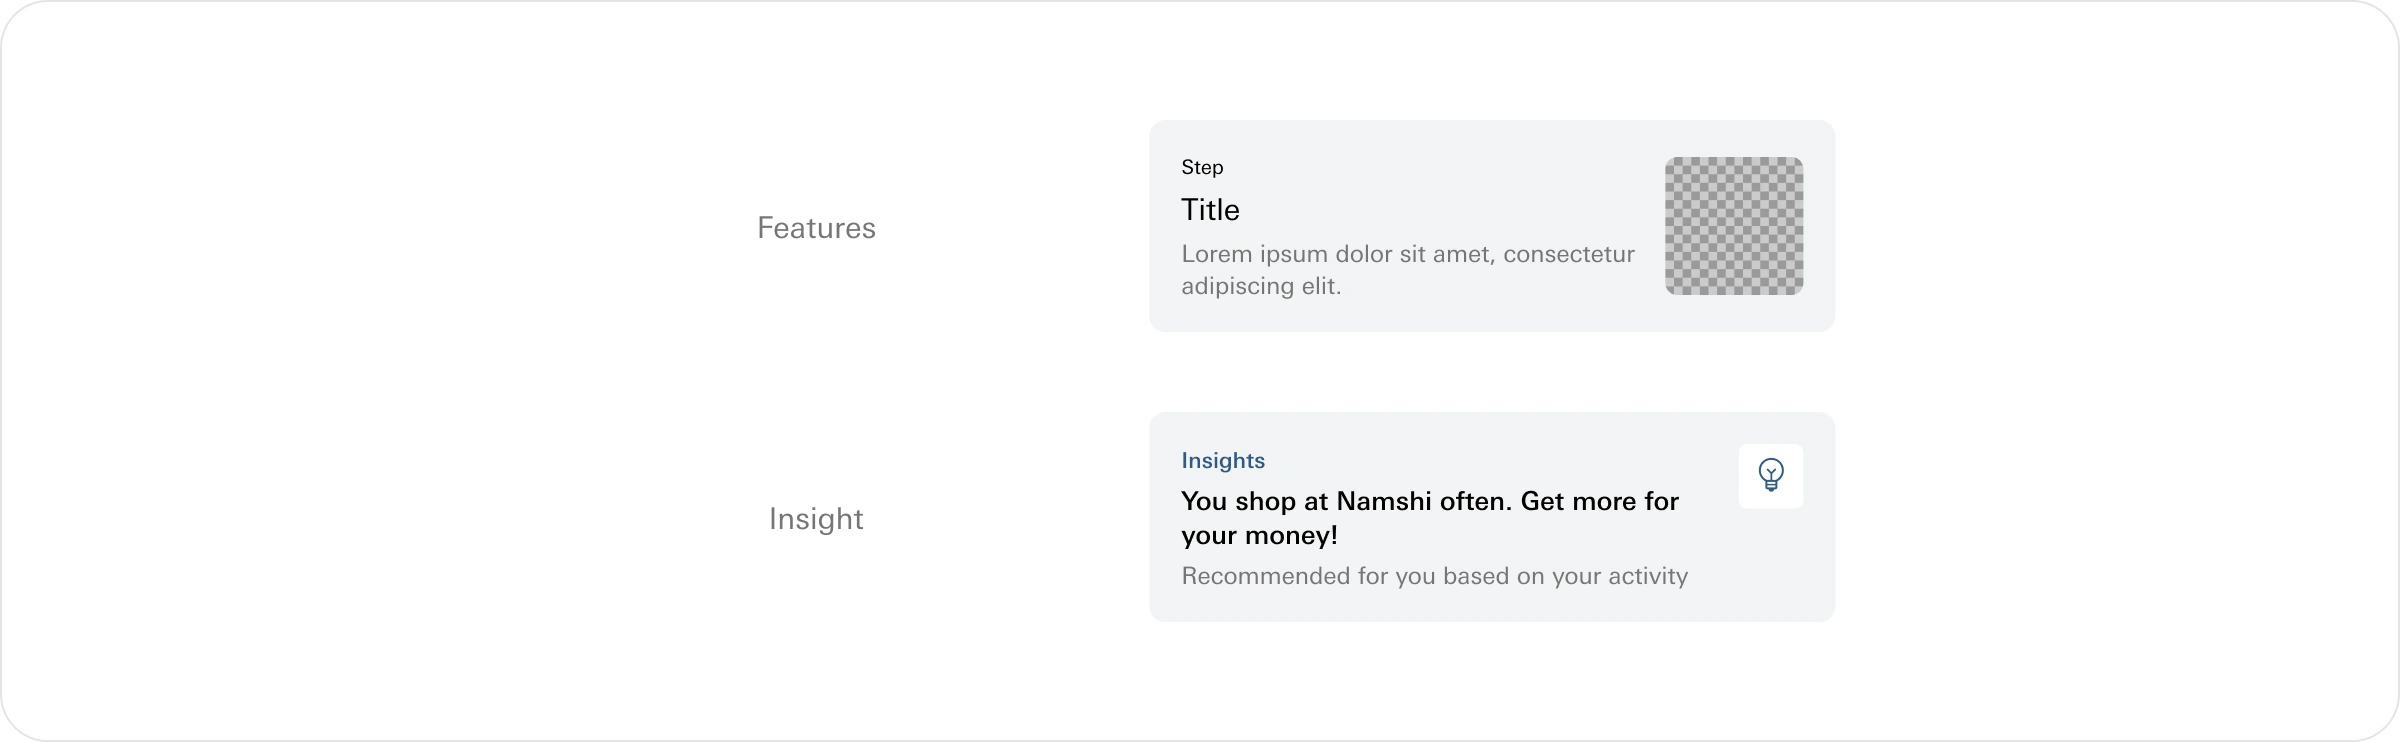 Features
Step
Title
Lorem ipsum dolor sit amet, consectetur
adipiscing elit.
Insight
Insights
You shop at Namshi often. Get more for
your money!
Recommended for you based on your activity